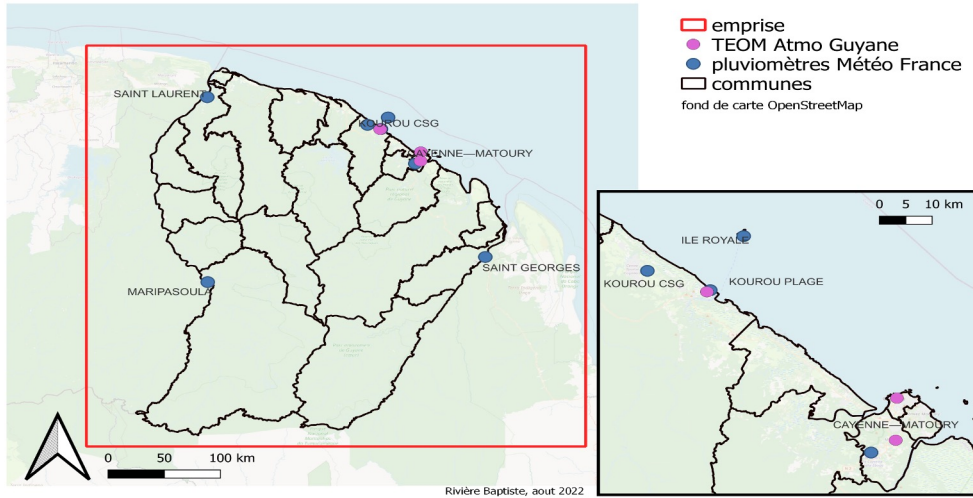 emprise
TEOM Atmo Guyane
pluviomètres Météo France
communes
fond de carte OpenStreetMap
SAINT LAURENT
KOUROU CSG
CAYENNE—MATOURY
SAINT GEORGES
MARIPASOULA
0 50 100 km
Rivière Baptiste, aout 2022
0 5 10 km
ILE ROYALE
KOUROU CSG
KOUROU PLAGE
CAYENNE—MATOURY